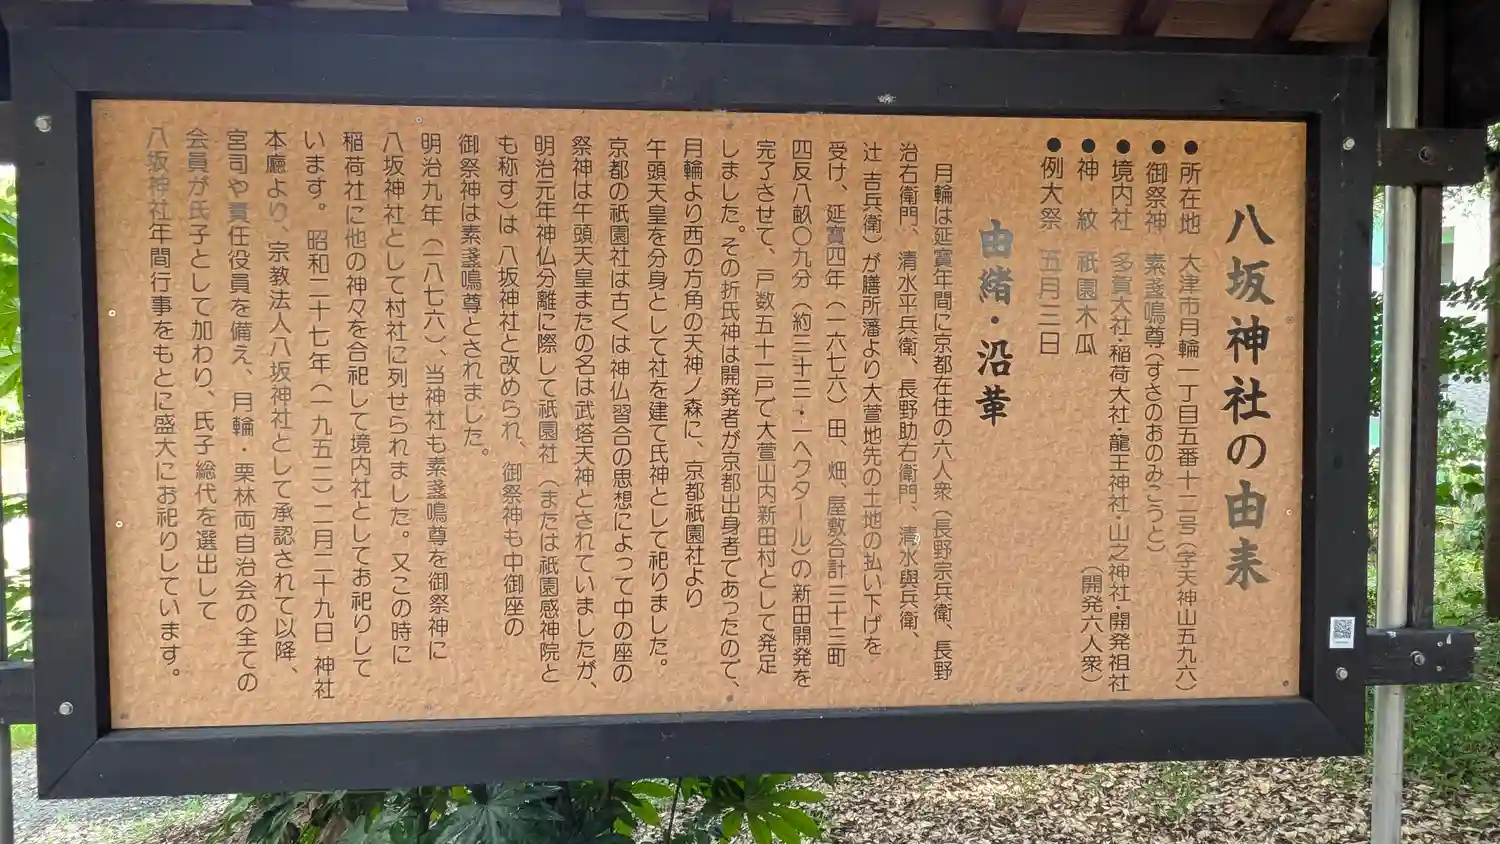 八坂神社の由来
●所在地　大津市月輪一丁目五番十二号(字天神山五九六)
●御祭神　素盞鳴尊(すさのおのみこうと)
●境内社　多賀大社・稲荷大社・龍王神社・山之神社・開発祖社
(開発六人衆)
●神　紋　祇園木瓜
●例大祭　五月三日
由緒・沿革
月輪は延寳年間に京都在住の六人衆(長野宗兵衛、長野
治右衛門、清水平兵衛、長野助右衛門、清水與兵衛、
辻 吉兵衛)が膳所潘より大萱地先の土地の払い下げを
受け、延寳四年(一六七六)田、畑、屋敷合計三十三町
四反八畝〇九分(約三十三・一ヘクタール)の新田開発を
完了させて、戸数五十一戸で大萱山内新田村として発足
しました。その折氏神は開発者が京都出身者であったので、
月輪より西の方角の天神ノ森に、京都祇園社より
午頭天皇を分身として社を建て氏神として祀りました。
京都の祇園社は古くは神仏習合の思想によって中の座の
祭神は午頭天皇またの名は武塔天神とされていましたが、
明治元年神仏分離に際して祇園社(または祇園感神院と
も称す)は 八坂神社と改められ、御祭神も中御座の
御祭神は素盞鳴尊とされました。
明治九年(一八七六)、当神社も素盞鳴尊を御祭神に
八坂神社として村社に列せられました。又この時に
稲荷社に他の神々を合祀して境内社としてお祀りして
います。昭和二十七年(一九五二)二月二十九日 神社
本廳より、宗教法人八坂神社として承認されて以降、
宮司や責任役員を備え、月輪・栗林両自治会の全ての
会員が氏子として加わり、氏子総代を選出して
八坂神社年間行事をもとに盛大にお祀りしています。